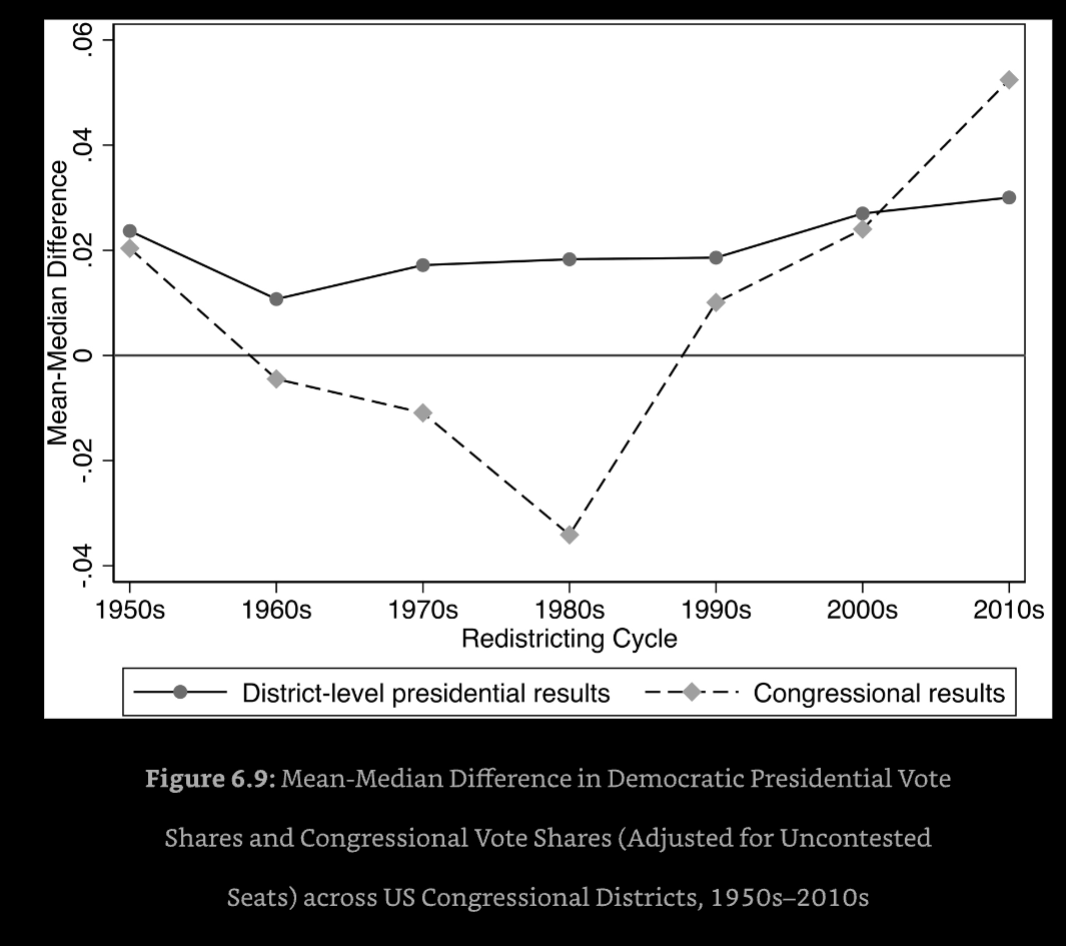 .06
.04
.02
0
-.02
-.04
Mean-Median Difference
1950s 1960s 1970s 1980s 1990s 2000s 2010s
Redistricting Cycle
District-level presidential results Congressional results
Figure 6.9: Mean-Median Difference in Democratic Presidential Vote
Shares and Congressional Vote Shares (Adjusted for Uncontested
Seats) across US Congressional Districts, 1950s–2010s